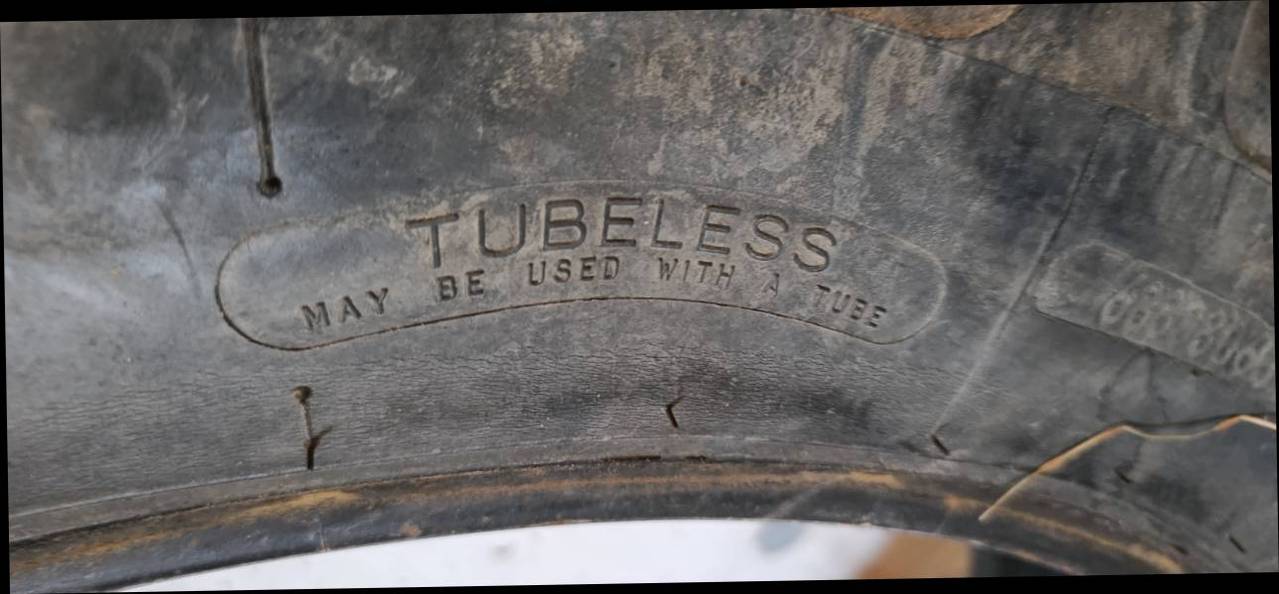 TUBELESS
MAY BE USED WITH A TUBE